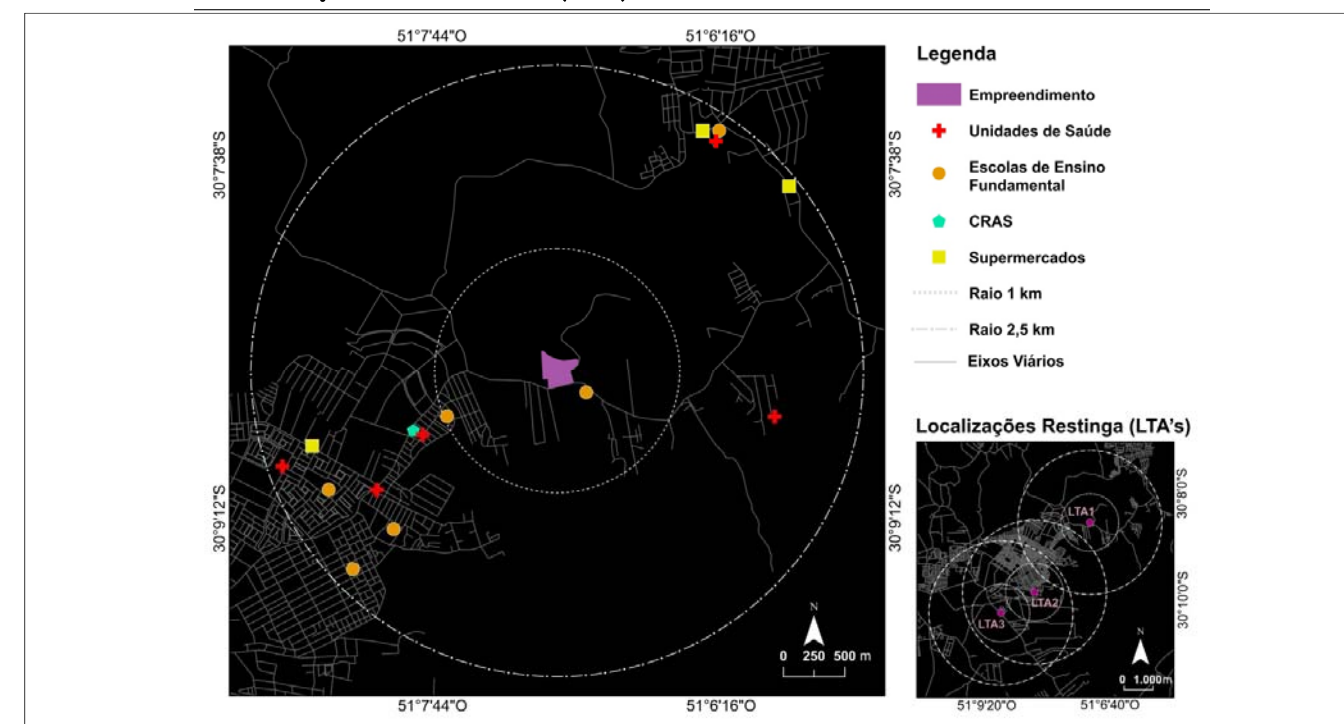 51°7'44"O
51°6'16"O
30°7'38"S
30°7'38"S
30°9'12"S
30°9'12"S
N
0 250 500 m
51°7'44"O
51°6'16"O
Legenda
Empreendimento
Unidades de Saúde
Escolas de Ensino
Fundamental
CRAS
Supermercados
Raio 1 km
Raio 2,5 km
Eixos Viários
Localizações Restinga (LTA's)
LTA1
LTA2
LTA3
30°8'0"S
30°10'0"S
N
0 1.000m
51°9'20"O
51°6'40"O